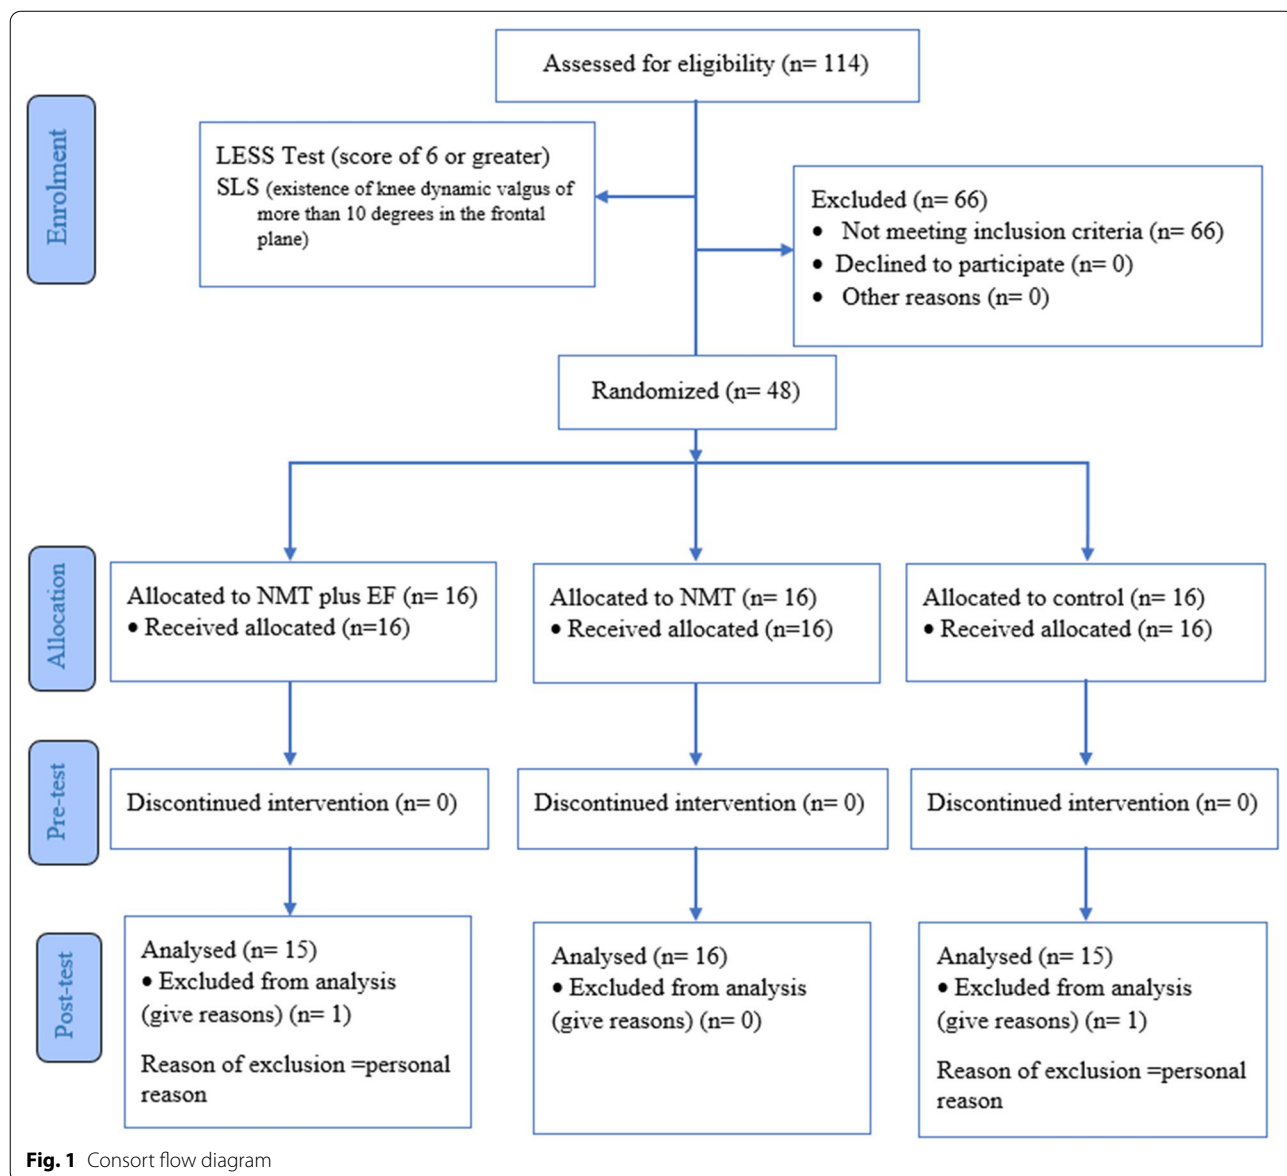 Enrolment
Assessed for eligibility (n= 114)
LESS Test (score of 6 or greater)
SLS (existence of knee dynamic valgus of
more than 10 degrees in the frontal
plane)
Excluded (n= 66)
• Not meeting inclusion criteria (n= 66)
• Declined to participate (n= 0)
• Other reasons (n= 0)
Randomized (n= 48)
Allocation
Allocated to NMT plus EF (n= 16)
• Received allocated (n=16)
Allocated to NMT (n= 16)
• Received allocated (n=16)
Allocated to control (n= 16)
• Received allocated (n= 16)
Pre-test
Discontinued intervention (n= 0)
Discontinued intervention (n= 0)
Discontinued intervention (n= 0)
Post-test
Analysed (n= 15)
• Excluded from analysis
(give reasons) (n= 1)
Reason of exclusion =personal
reason
Analysed (n= 16)
• Excluded from analysis
(give reasons) (n= 0)
Analysed (n= 15)
• Excluded from analysis
(give reasons) (n= 1)
Reason of exclusion =personal
reason
Fig. 1 Consort flow diagram